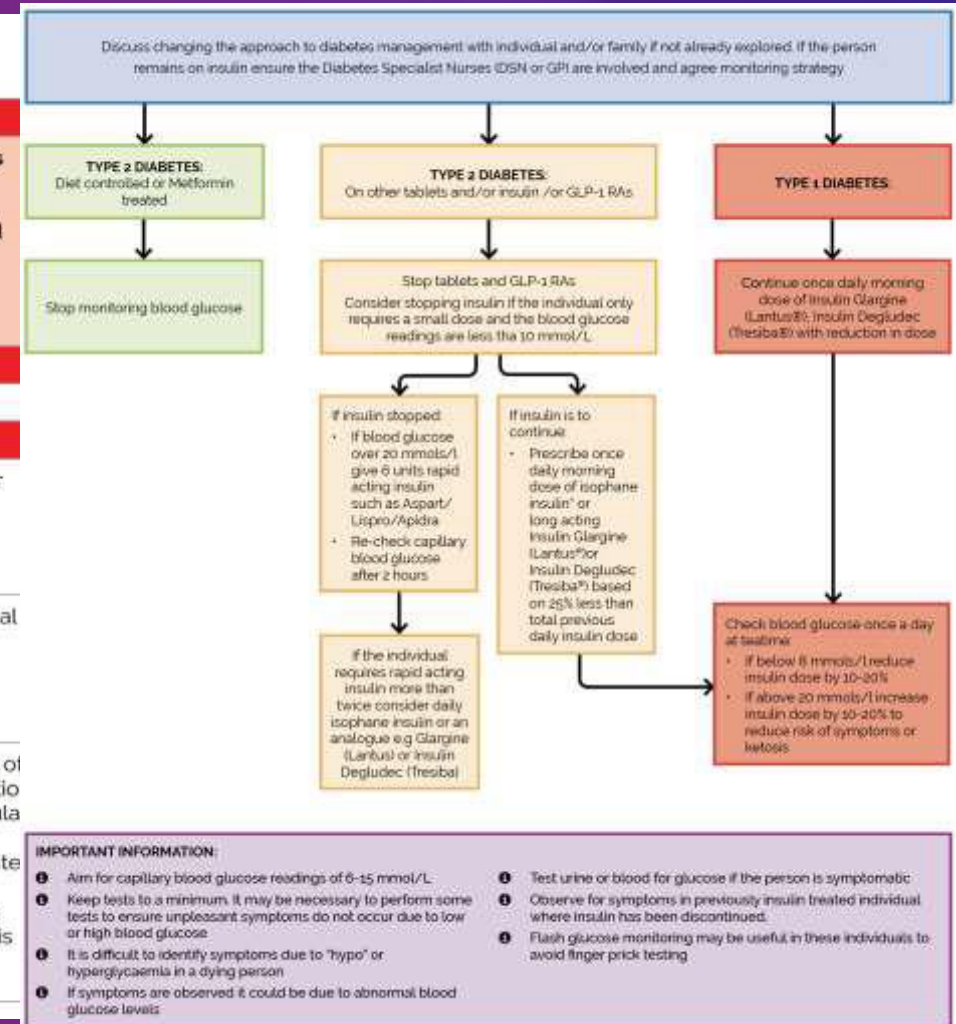 Discuss changing the approach to diabetes management with individual and/or family if not already explored. If the person
remains on insulin ensure the Diabetes Specialist Nurses (DSN or GP) are involved and agree monitoring strategy
TYPE 2 DIABETES:
Diet controlled or Metformin
treated
TYPE 2 DIABETES:
On other tablets and/or insulin /or GLP-1 RAs
TYPE 1 DIABETES:
Stop monitoring blood glucose
Stop tablets and GLP-1 RAs
Consider stopping insulin if the individual only
requires a small dose and the blood glucose
readings are less tha 10 mmol/L
Continue once daily morning
dose of Insulin Glargine
(Lantus®), Insulin Degludec
(Tresiba®) with reduction in dose
If insulin stopped:
• If blood glucose
over 20 mmols/l
give 6 units rapid
acting insulin
such as Aspart/
Lispro/Apidra
• Re-check capillary
blood glucose
after 2 hours
If insulin is to
continue:
• Prescribe once
daily morning
dose of isophane
insulin* or
long acting
Insulin Glargine
(Lantus®)or
Insulin Degludec
(Tresiba®) based
on 25% less than
total previous
daily insulin dose
If the individual
requires rapid acting
insulin more than
twice consider daily
isophane insulin or an
analogue e.g Glargine
(Lantus) or Insulin
Degludec (Tresiba)
Check blood glucose once a day
at teatime:
• If below 8 mmols/l reduce
insulin dose by 10-20%
• If above 20 mmols/l increase
insulin dose by 10-20% to
reduce risk of symptoms or
ketosis
al
of
tio
ula
te
is
IMPORTANT INFORMATION:
Aim for capillary blood glucose readings of 6-15 mmol/L
Keep tests to a minimum. It may be necessary to perform some
tests to ensure unpleasant symptoms do not occur due to low
or high blood glucose
It is difficult to identify symptoms due to "hypo" or
hyperglycaemia in a dying person
If symptoms are observed it could be due to abnormal blood
glucose levels
Test urine or blood for glucose if the person is symptomatic
Observe for symptoms in previously insulin treated individual
where insulin has been discontinued.
Flash glucose monitoring may be useful in these individuals to
avoid finger prick testing